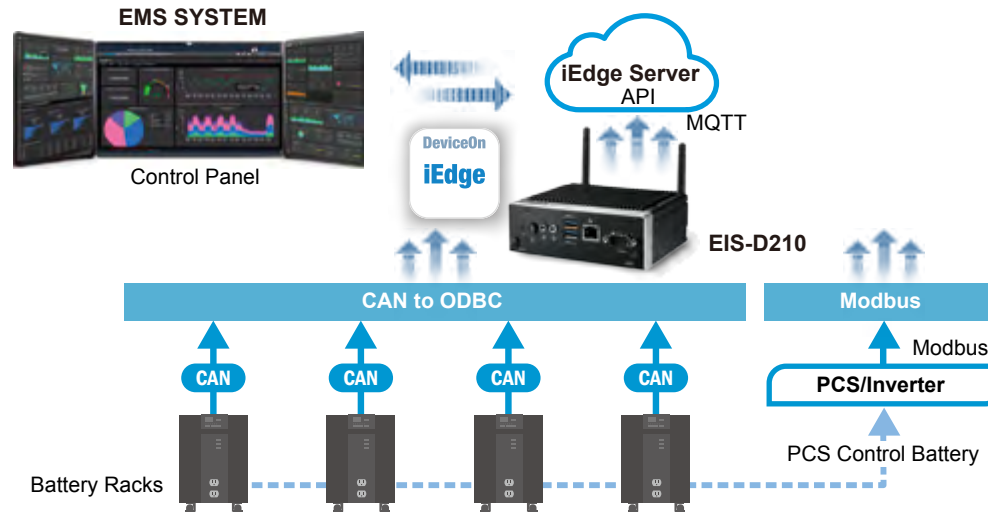 EMS SYSTEM
Control Panel
iEdge Server
API
MQTT
DeviceOn
iEdge
EIS-D210
CAN to ODBC
Modbus
CAN
CAN
CAN
CAN
Modbus
PCS/Inverter
PCS Control Battery
Battery Racks